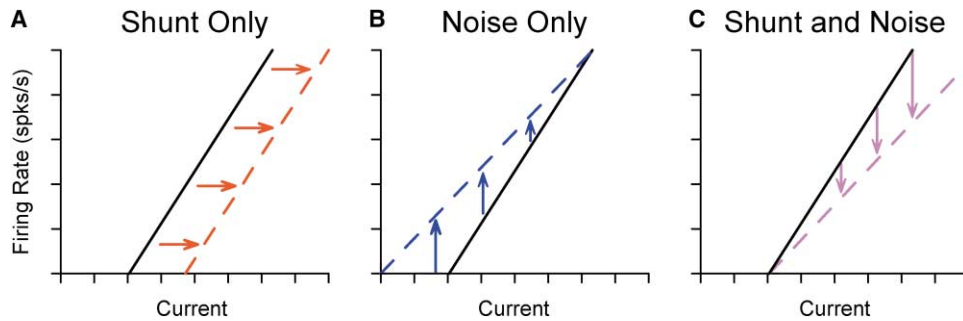 A Shunt Only
B Noise Only
C Shunt and Noise
Firing Rate (spks/s)
Current
Current
Current